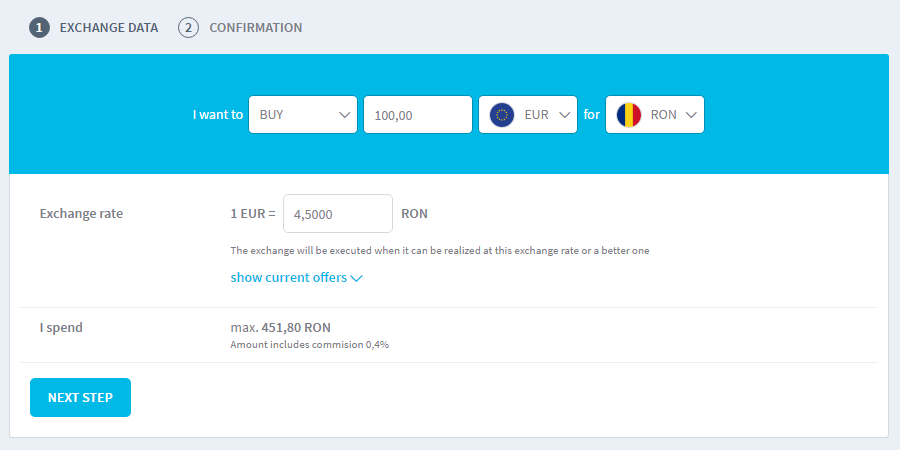 1 EXCHANGE DATA 2 CONFIRMATION
I want to BUY 100,00 EUR for RON
Exchange rate 1 EUR = 4,5000 RON
The exchange will be executed when it can be realized at this exchange rate or a better one
show current offers
I spend max. 451,80 RON
Amount includes commision 0,4%
NEXT STEP